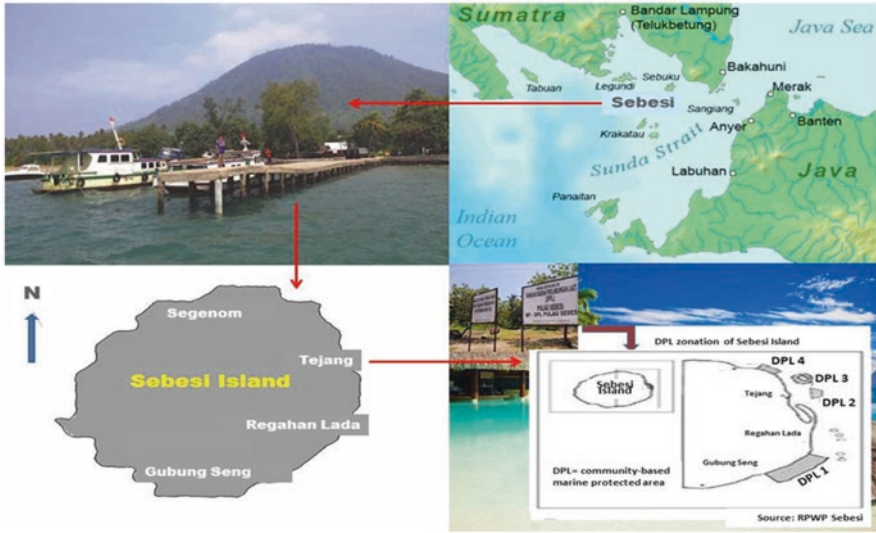 Sumatra
Bandar Lampung
(Telukbetung)
Java Sea
Bakahuni
Tabuan
Legundi
Sebuku
Sebesi
Sangiang
Merak
Krakatau
Anyer
Banten
Sunda Strait
Labuhan
Java
Panaitan
Indian
Ocean
N
Segenom
Tejang
Sebesi Island
Regahan Lada
Gubung Seng
PULAU SEBESI
DPL zonation of Sebesi Island
DPL 4
Sebesi
Island
DPL 3
Tejang
DPL 2
Regahan Lada
Gubung Seng
DPL= community-based
marine protected area
DPL 1
Source: RPWP Sebesi